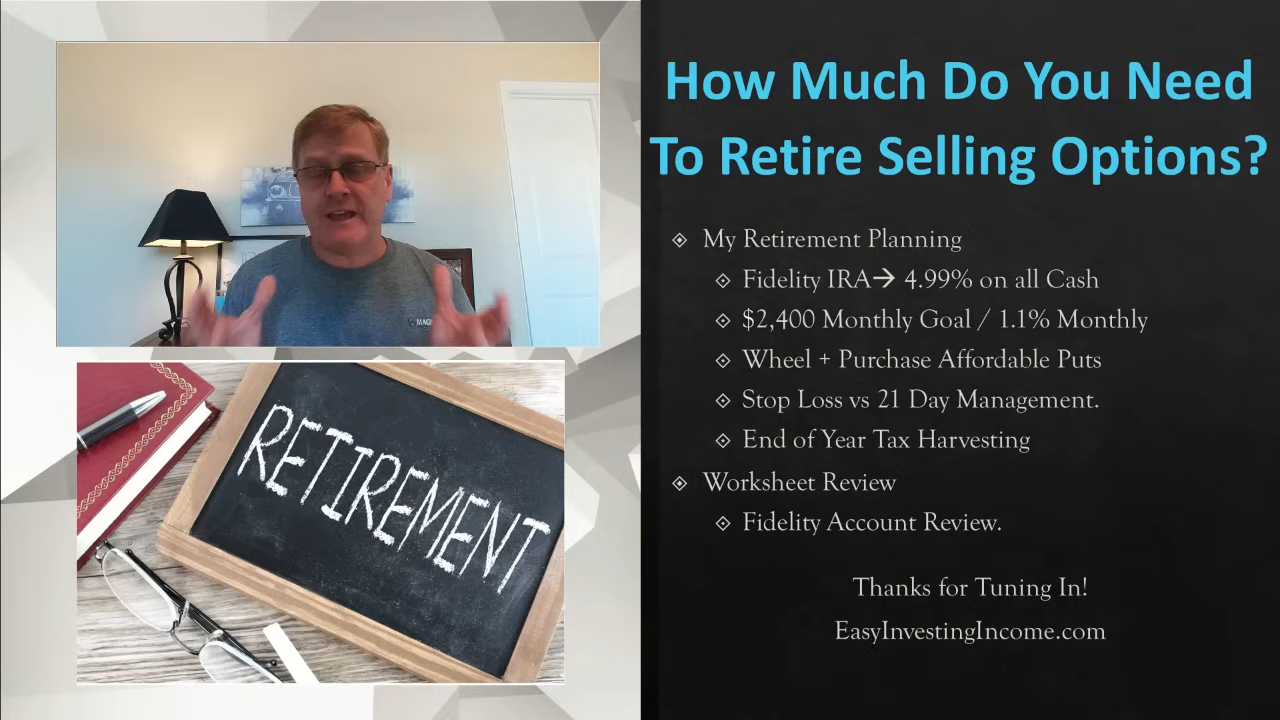 How Much Do You Need
To Retire Selling Options?
My Retirement Planning
Fidelity IRA→ 4.99% on all Cash
$2,400 Monthly Goal / 1.1% Monthly
Wheel + Purchase Affordable Puts
Stop Loss vs 21 Day Management.
End of Year Tax Harvesting
Worksheet Review
Fidelity Account Review.
Thanks for Tuning In!
EasyInvestingIncome.com
RETIREMENT